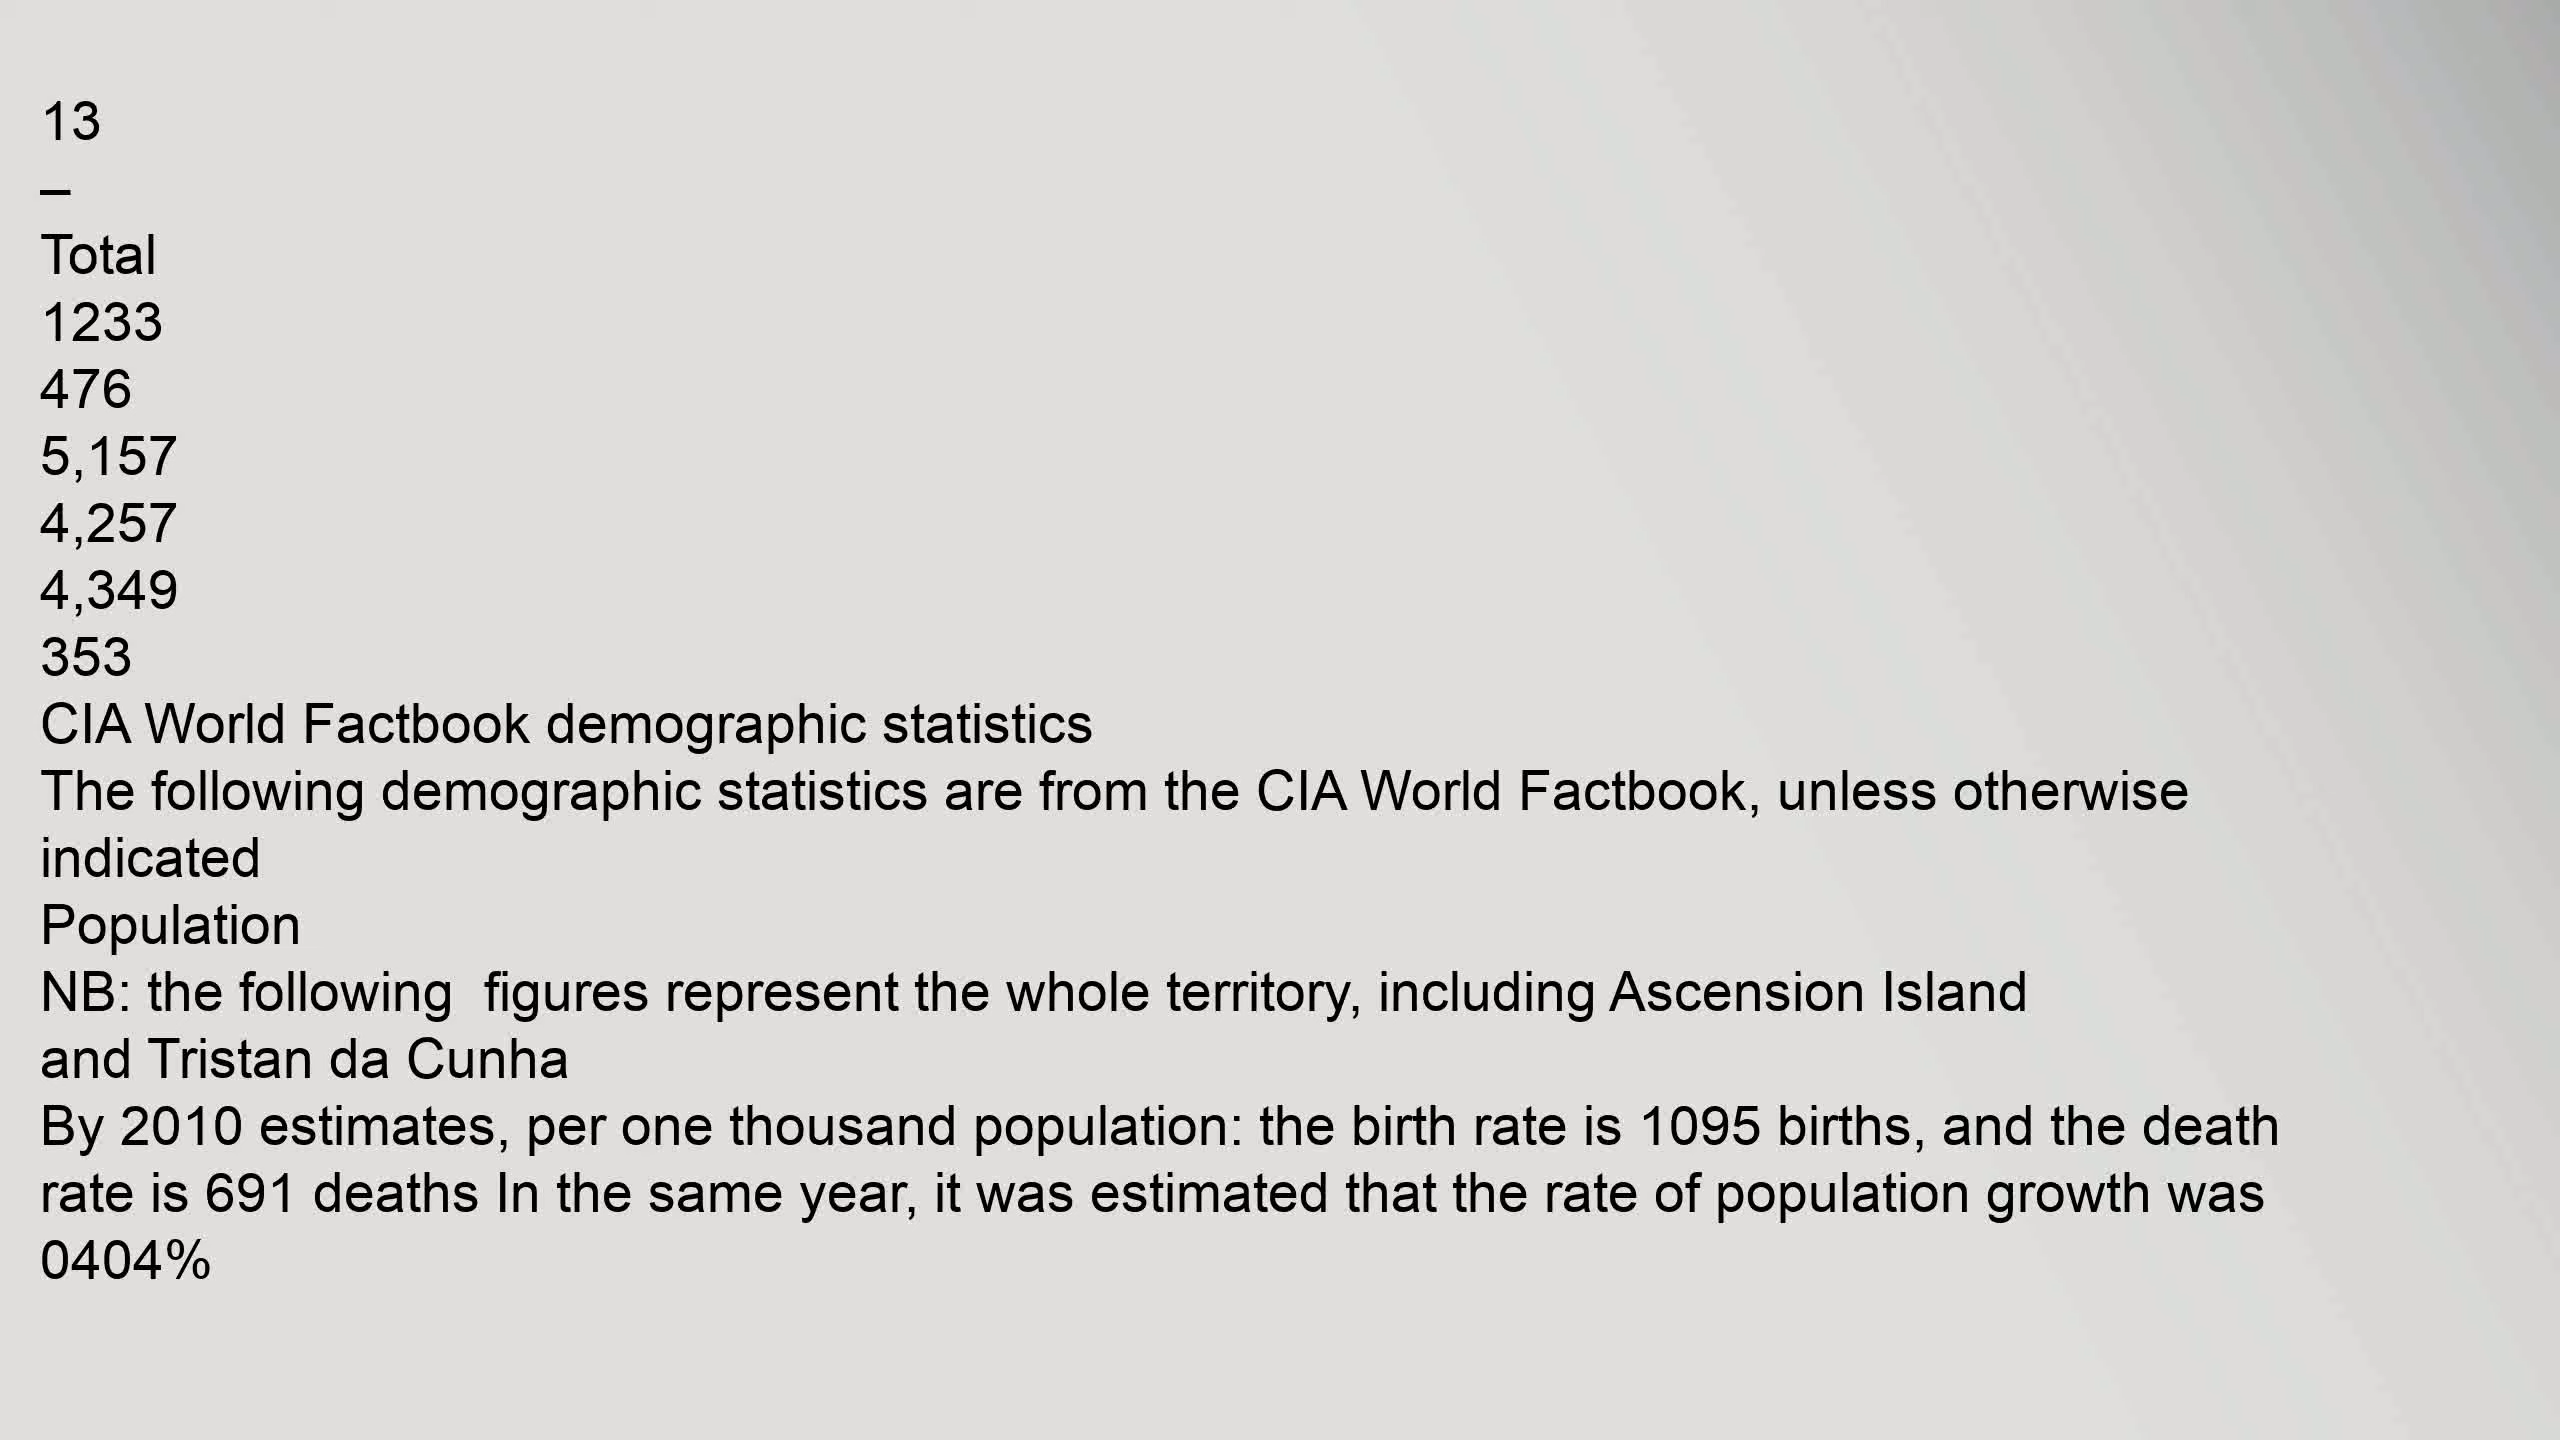 13
–
Total
1233
476
5,157
4,257
4,349
353
CIA World Factbook demographic statistics
The following demographic statistics are from the CIA World Factbook, unless otherwise
indicated
Population
NB: the following  figures represent the whole territory, including Ascension Island
and Tristan da Cunha
By 2010 estimates, per one thousand population: the birth rate is 1095 births, and the death
rate is 691 deaths In the same year, it was estimated that the rate of population growth was
0404%